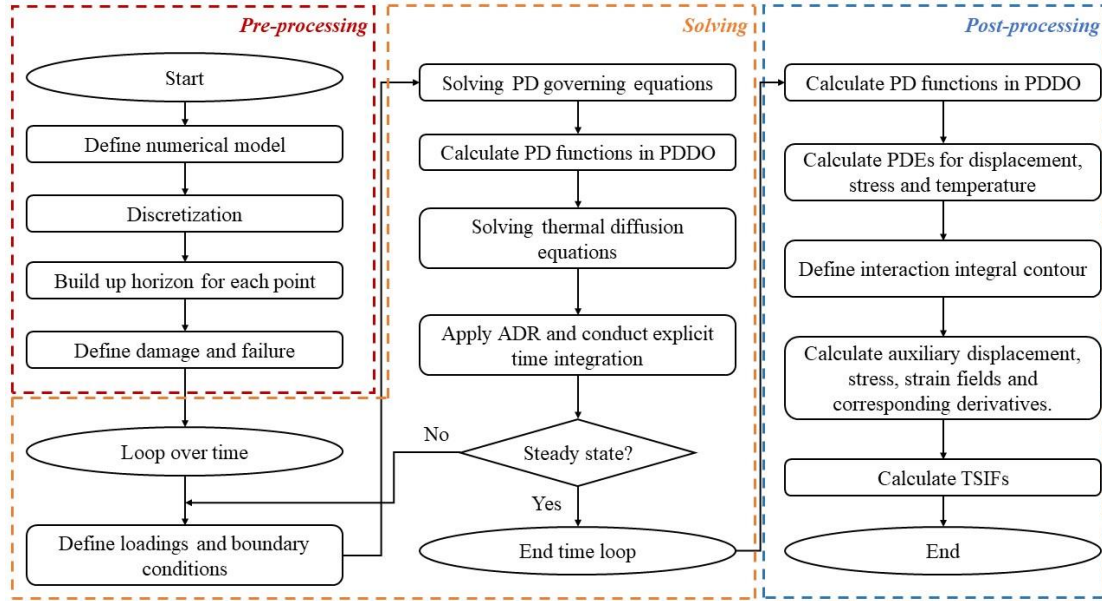 Pre-processing
Start
Define numerical model
Discretization
Build up horizon for each point
Define damage and failure
Loop over time
Define loadings and boundary
conditions
Solving
Solving PD governing equations
Calculate PD functions in PDDO
Solving thermal diffusion
equations
Apply ADR and conduct explicit
time integration
Steady state?
No
Yes
End time loop
Post-processing
Calculate PD functions in PDDO
Calculate PDEs for displacement,
stress and temperature
Define interaction integral contour
Calculate auxiliary displacement,
stress, strain fields and
corresponding derivatives.
Calculate TSIFs
End